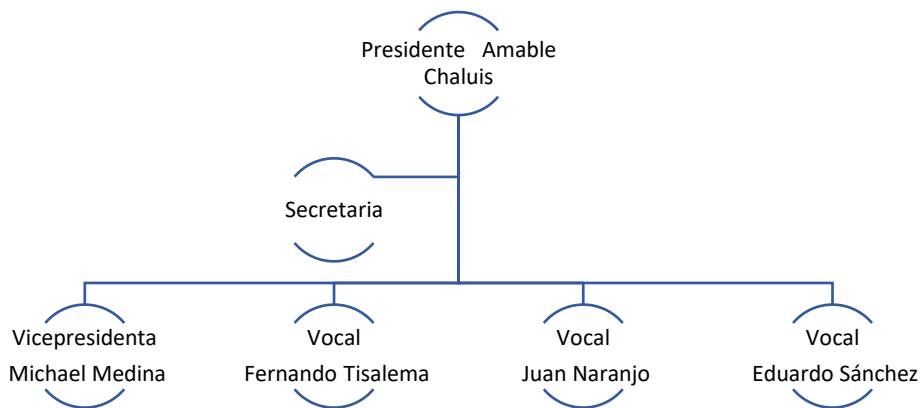 Presidente Amable
Chaluis
Secretaria
Vicepresidenta
Michael Medina
Vocal
Fernando Tisalema
Vocal
Juan Naranjo
Vocal
Eduardo Sánchez